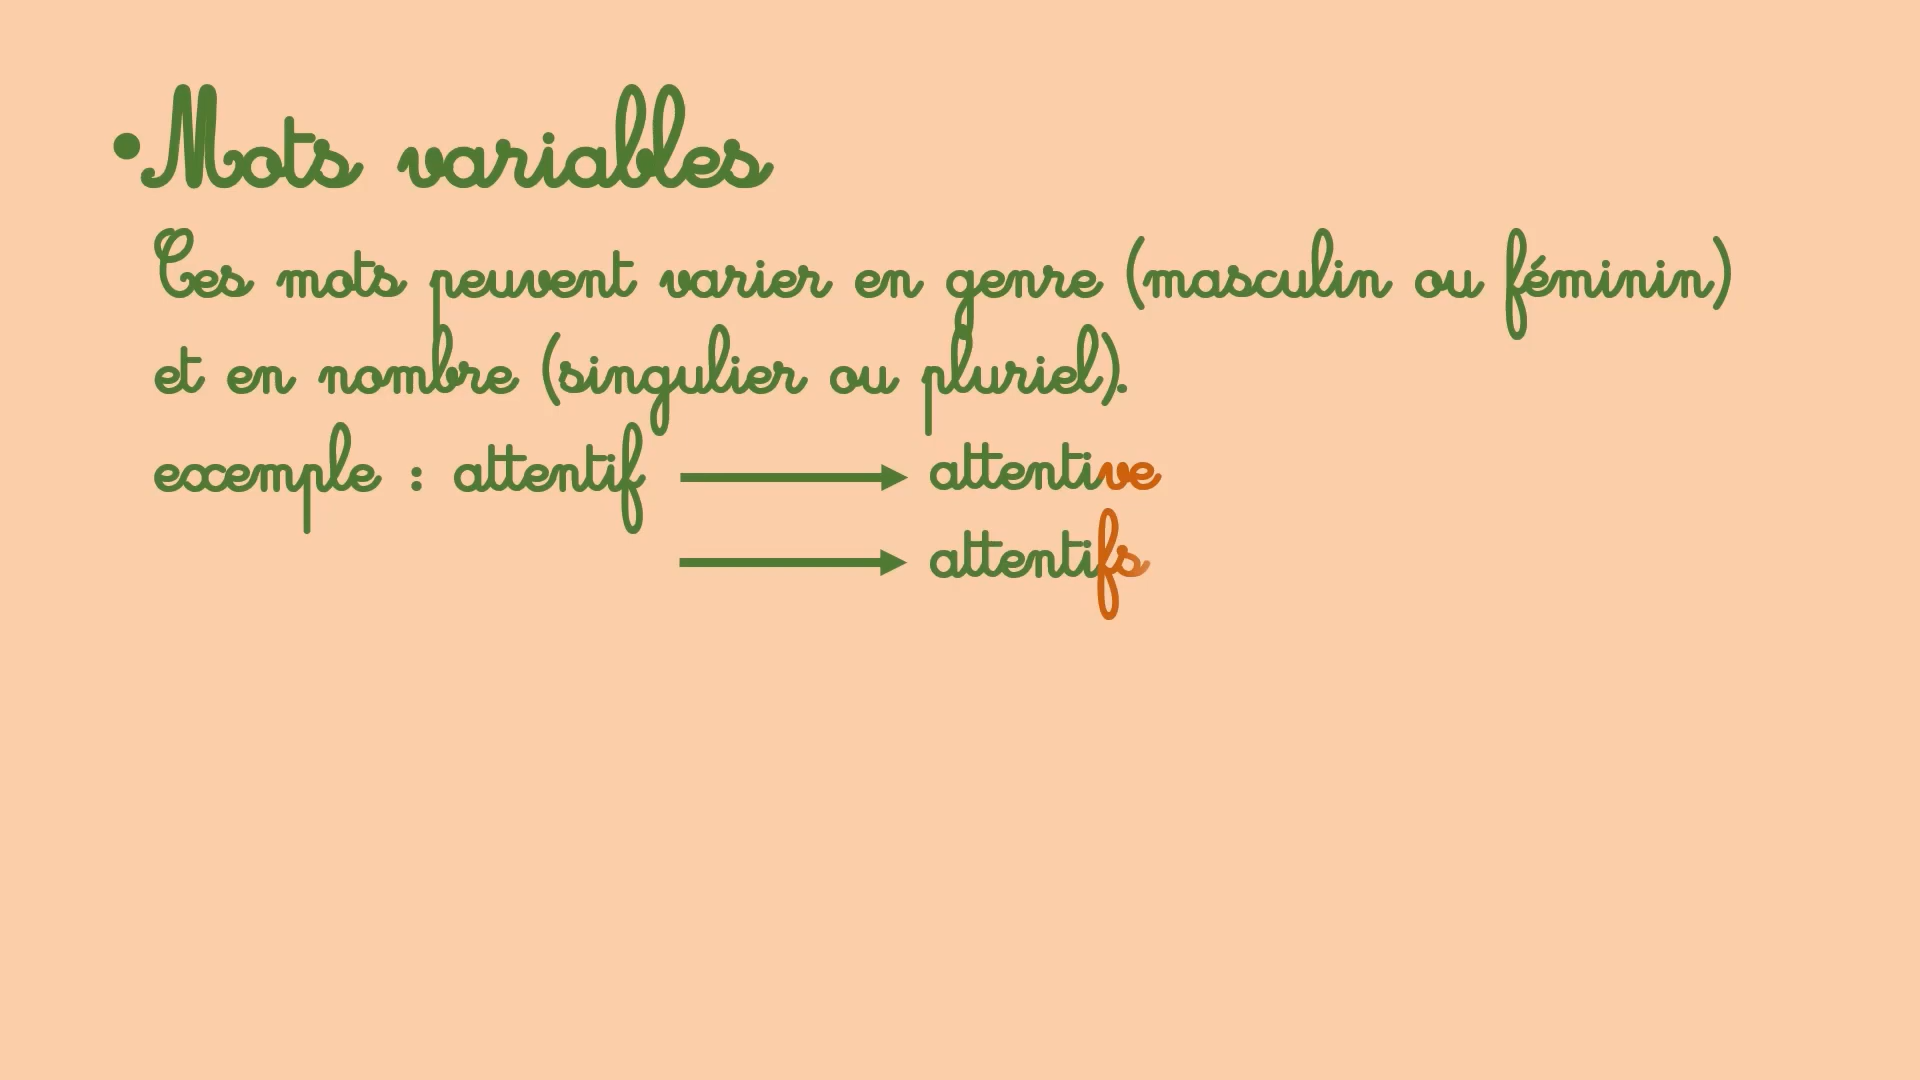 •Mots variables
Ces mots peuvent varier en genre (masculin ou féminin)
et en nombre (singulier ou pluriel).
exemple : attentif → attentive
→ attentifs